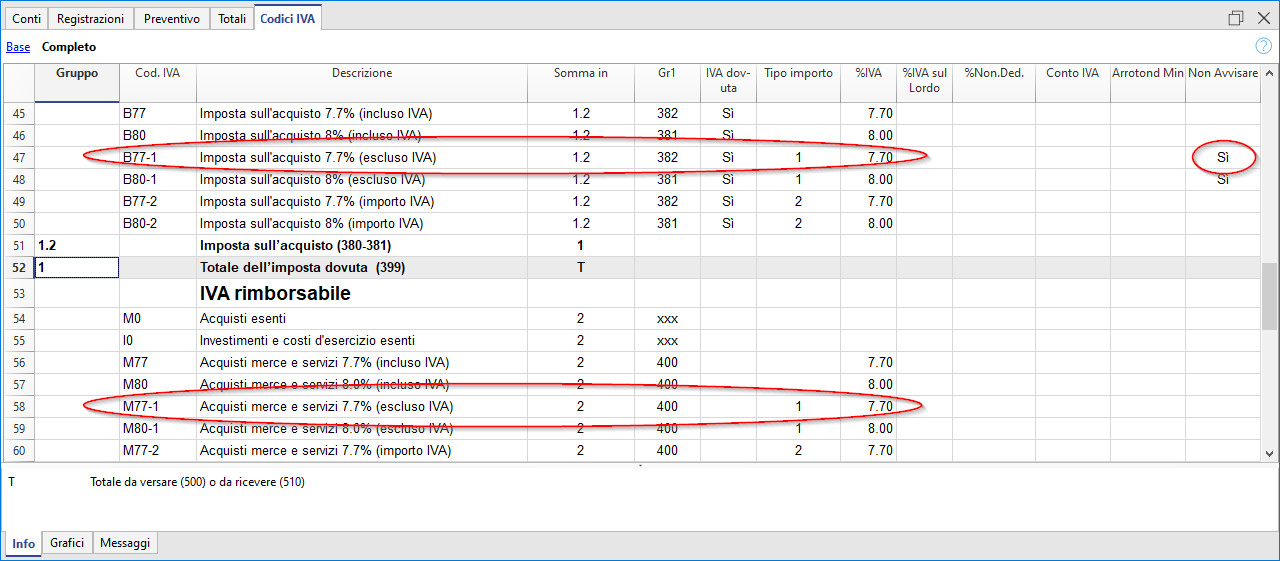 Conti Registrazioni Preventivo Totali Codici IVA
Base Completo
Gruppo Cod. IVA Descrizione Somma in Gr1 IVA dov- Tipo importo %IVA %IVA sul %Non.Ded. Conto IVA Arrotond Min Non Avvisare
uta Lordo
45 B77 Imposta sull'acquisto 7.7% (incluso IVA) 1.2 382 Sì 7.70
46 B80 Imposta sull'acquisto 8% (incluso IVA) 1.2 381 Sì 8.00
47 B77-1 Imposta sull'acquisto 7.7% (escluso IVA) 1.2 382 Sì 1 7.70 Sì
48 B80-1 Imposta sull'acquisto 8% (escluso IVA) 1.2 381 Sì 1 8.00 Sì
49 B77-2 Imposta sull'acquisto 7.7% (importo IVA) 1.2 382 Sì 2 7.70
50 B80-2 Imposta sull'acquisto 8% (importo IVA) 1.2 381 Sì 2 8.00
51 1.2 Imposta sull’acquisto (380-381) 1
52 1 Totale dell’imposta dovuta (399) T
53 IVA rimborsabile
54 M0 Acquisti esenti 2 xxx
55 I0 Investimenti e costi d'esercizio esenti 2 xxx
56 M77 Acquisti merce e servizi 7.7% (incluso IVA) 2 400 7.70
57 M80 Acquisti merce e servizi 8.0% (incluso IVA) 2 400 8.00
58 M77-1 Acquisti merce e servizi 7.7% (escluso IVA) 2 400 1 7.70
59 M80-1 Acquisti merce e servizi 8.0% (escluso IVA) 2 400 1 8.00
60 M77-2 Acquisti merce e servizi 7.7% (importo IVA) 2 400 2 7.70
T Totale da versare (500) o da ricevere (510)
Info Grafici Messaggi